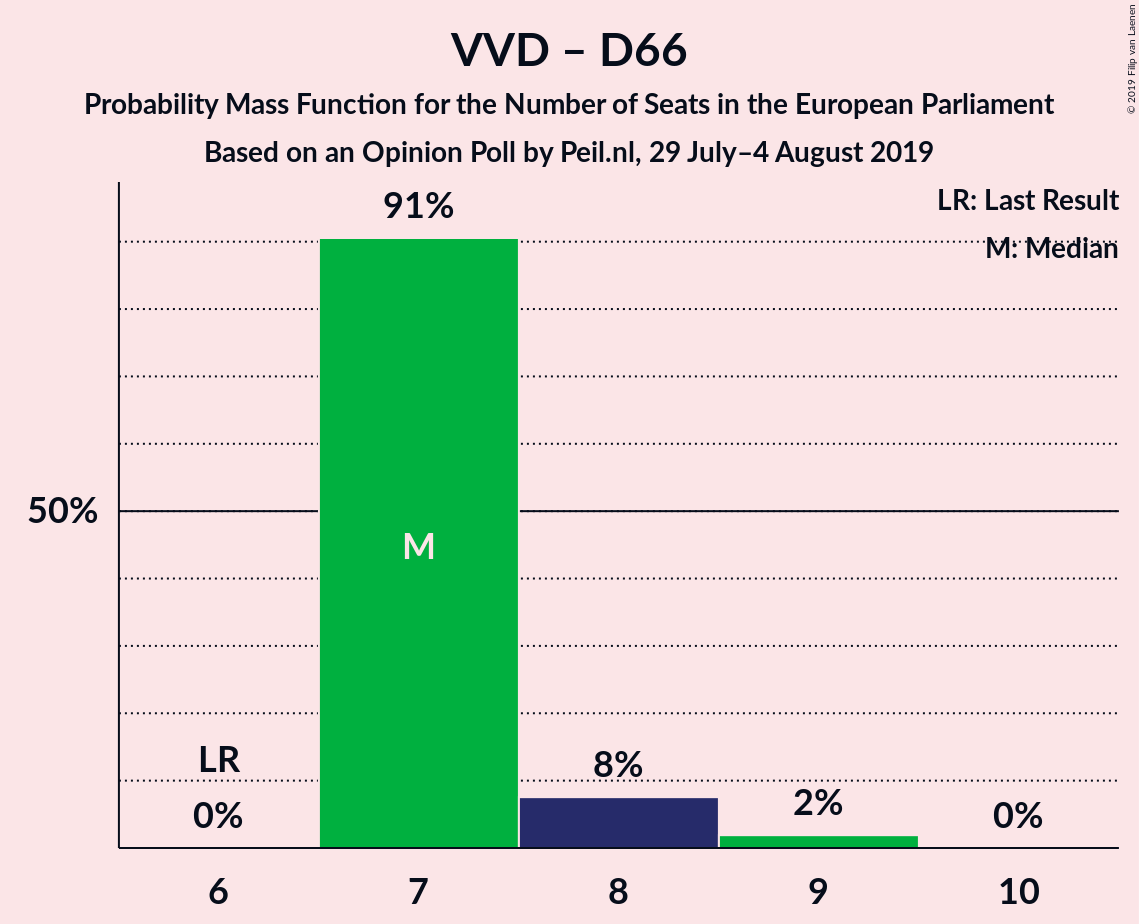 VVD – D66
Probability Mass Function for the Number of Seats in the European Parliament
Based on an Opinion Poll by Peil.nl, 29 July–4 August 2019
© 2019 Filip van Laenen
LR: Last Result
M: Median
91%
50%
M
LR
0%
8%
2%
0%
6
7
8
9
10